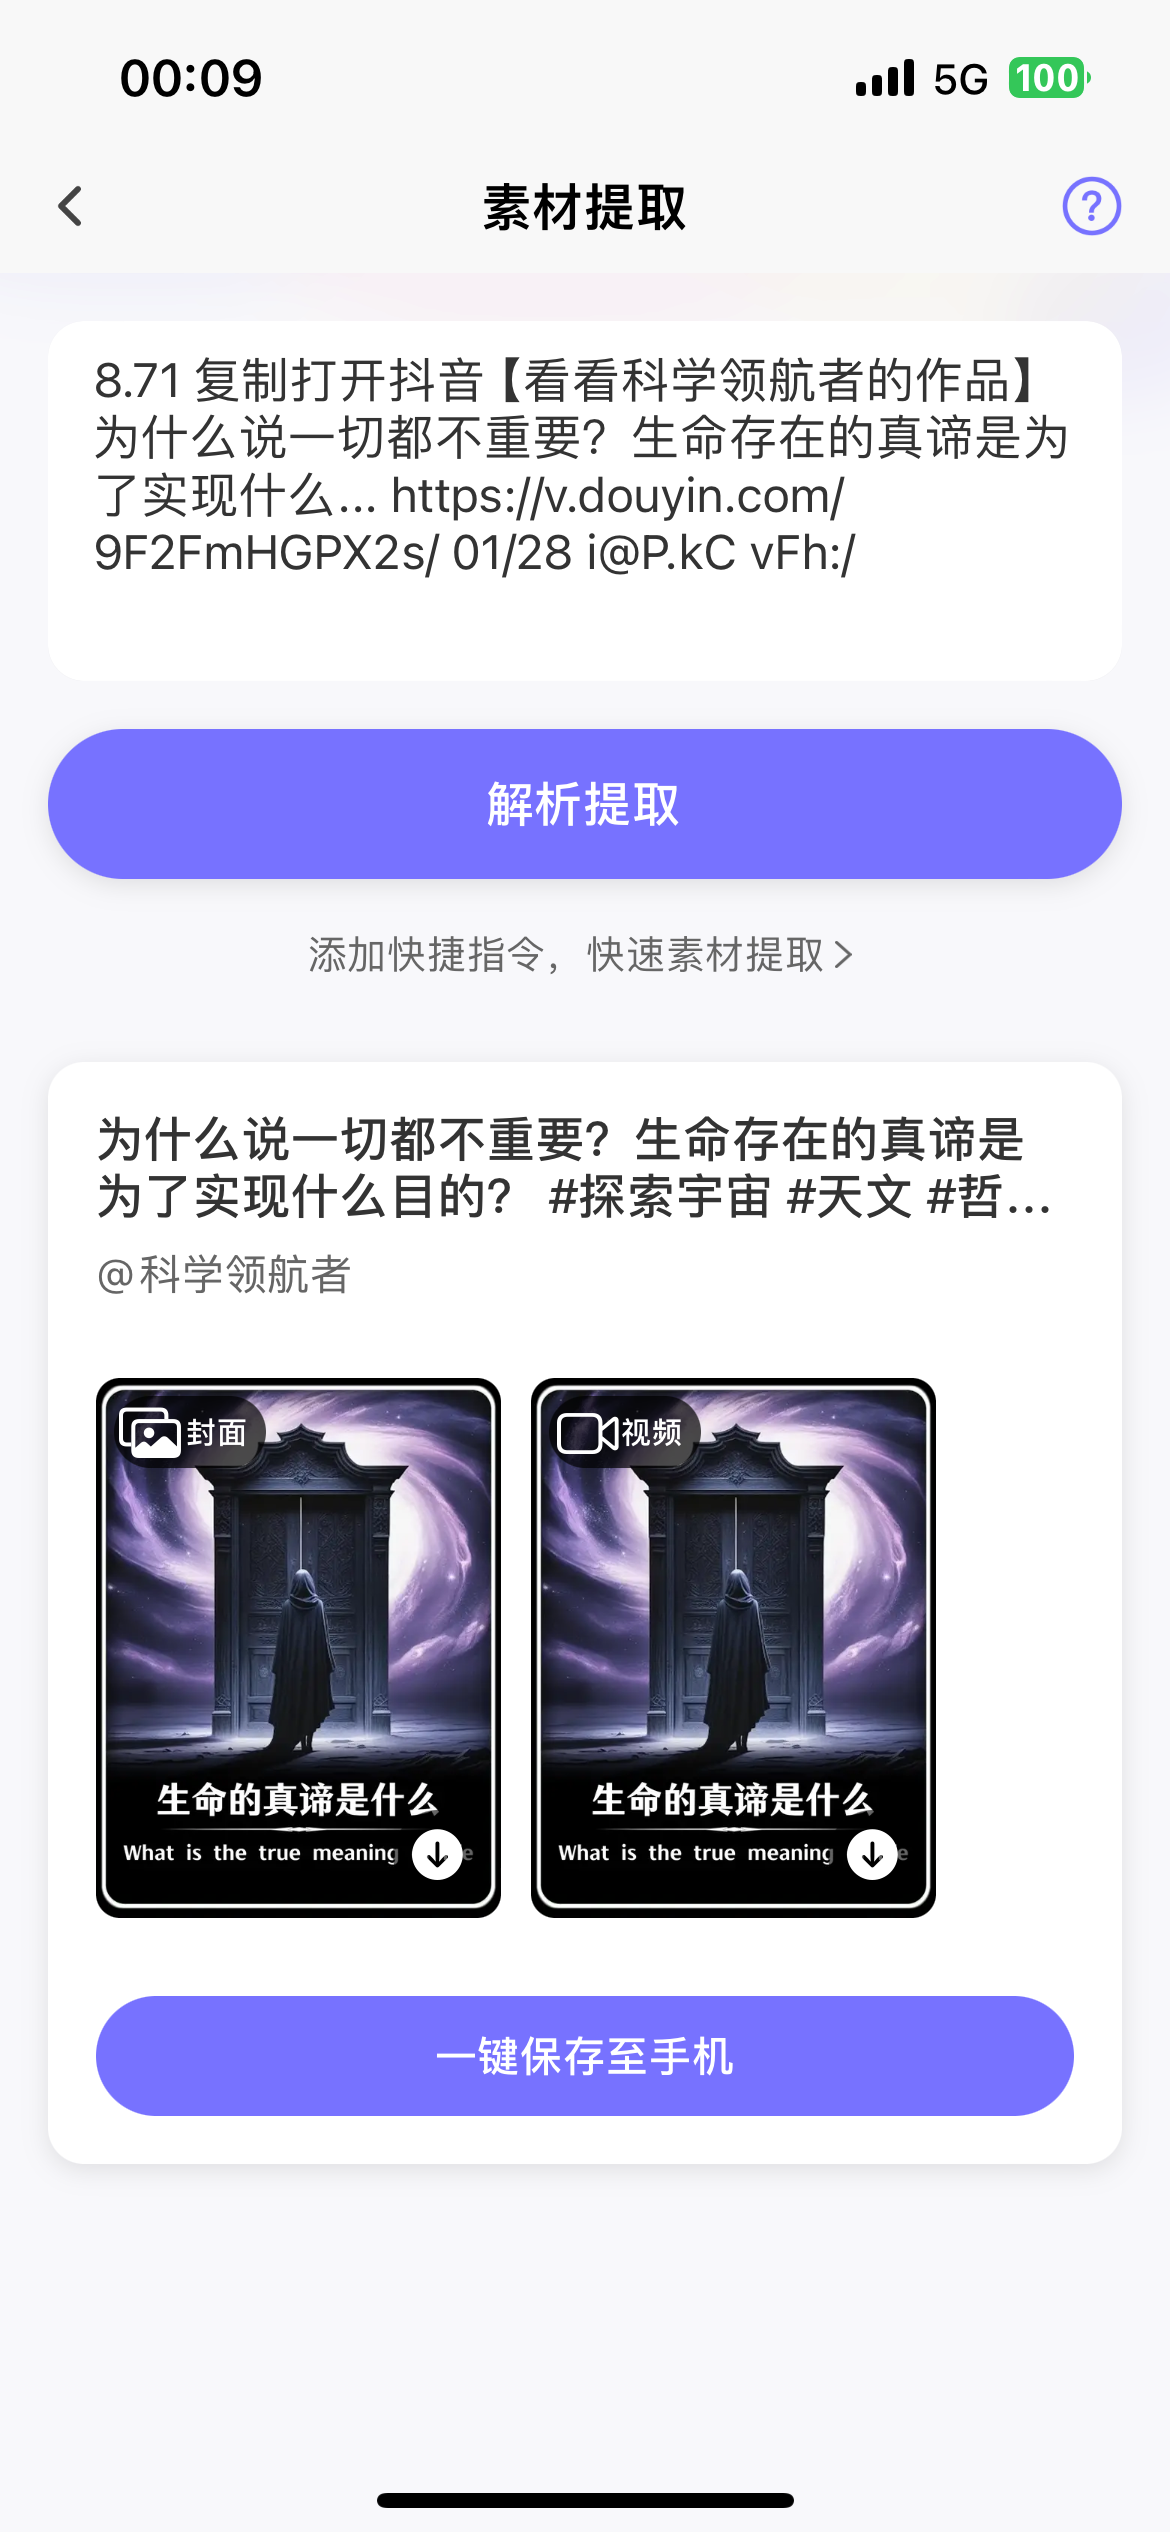 00:09
5G 100
素材提取
?
8.71 复制打开抖音【看看科学领航者的作品】
为什么说一切都不重要？生命存在的真谛是为
了实现什么... https://v.douyin.com/
9F2FmHGPX2s/ 01/28 i@P.kC vFh:/
解析提取
添加快捷指令，快速素材提取
为什么说一切都不重要？生命存在的真谛是
为了实现什么目的？ #探索宇宙 #天文 #哲...
@科学领航者
封面
生命的真谛是什么
What is the true meaning
视频
生命的真谛是什么
What is the true meaning
一键保存至手机